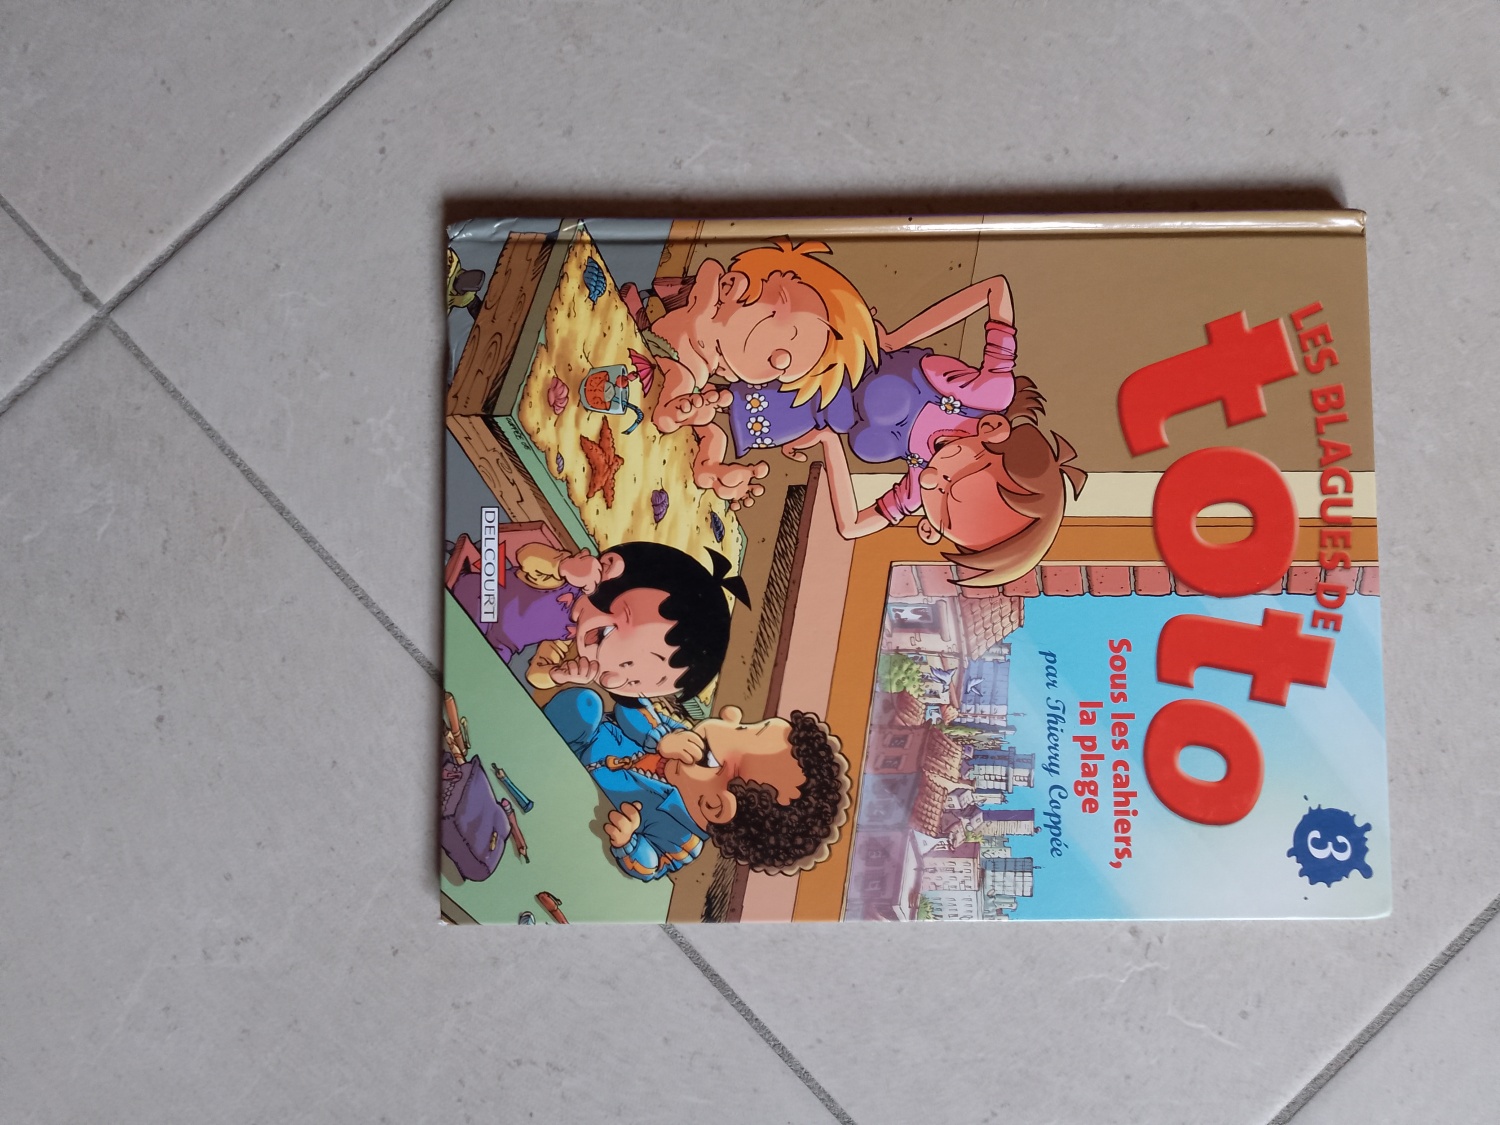 LES BLAGUES DE
toto
3
Sous les cahiers,
la plage
par Thierry Coppée
DELCOURT